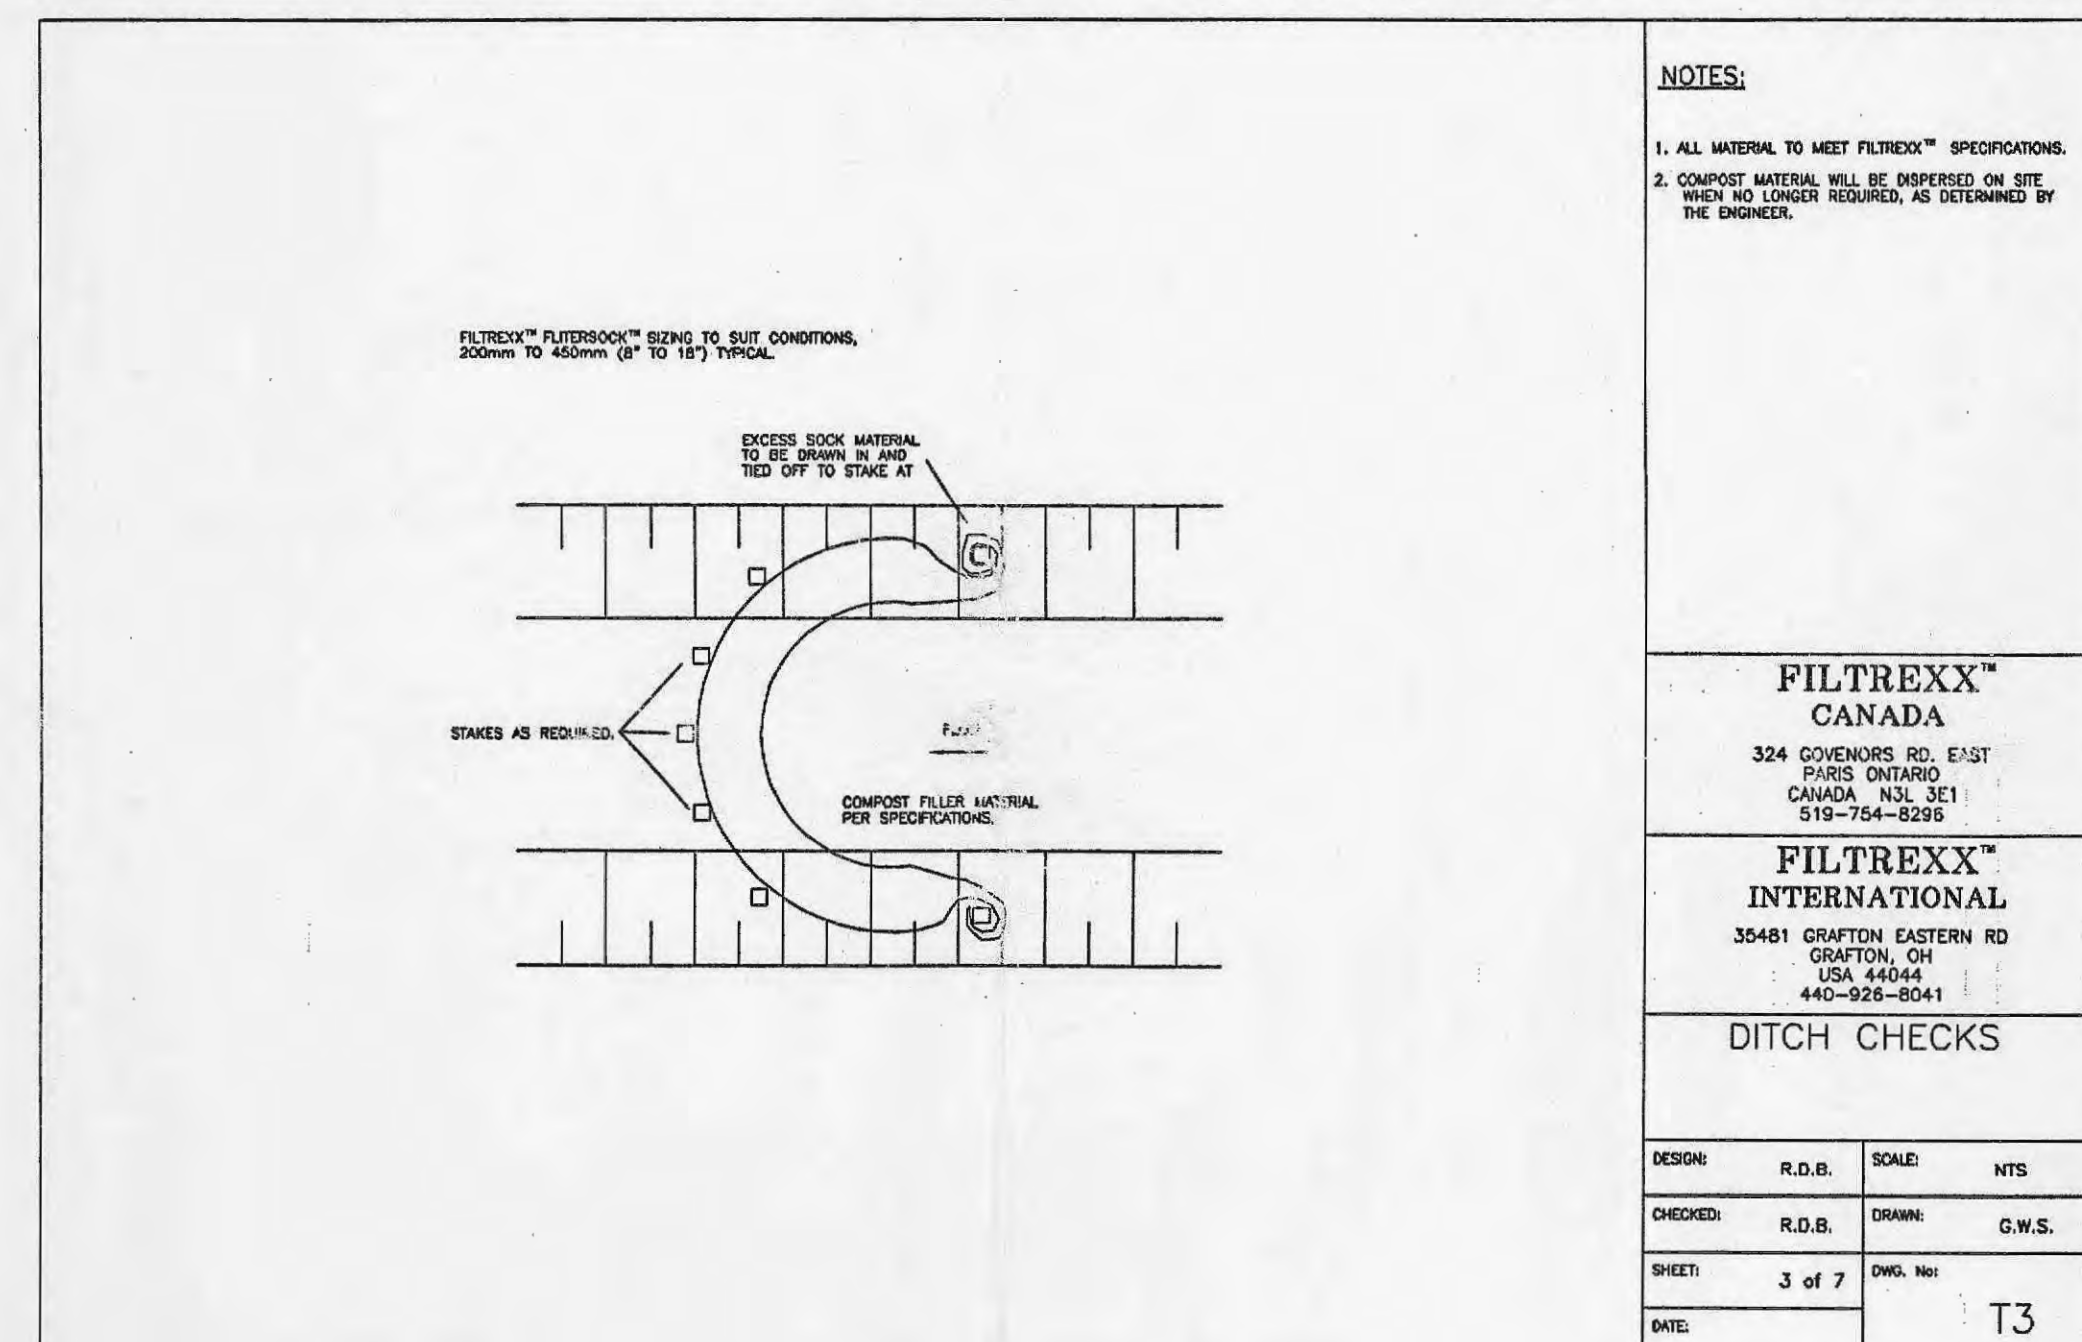 NOTES:
1. ALL MATERIAL TO MEET FILTREXX™ SPECIFICATIONS.
2. COMPOST MATERIAL WILL BE DISPERSED ON SITE
WHEN NO LONGER REQUIRED, AS DETERMINED BY
THE ENGINEER.
FILTREXX™ FLITERSOCK™ SIZING TO SUIT CONDITIONS,
200mm TO 450mm (8" TO 18") TYPICAL
EXCESS SOCK MATERIAL
TO BE DRAWN IN AND
TIED OFF TO STAKE AT
STAKES AS REQUIRED.
COMPOST FILLER MATERIAL
PER SPECIFICATIONS.
FILTREXX™
CANADA
324 GOVENORS RD. EAST
PARIS ONTARIO
CANADA N3L 3E1
519-754-8296
FILTREXX™
INTERNATIONAL
35481 GRAFTON EASTERN RD
GRAFTON, OH
USA 44044
440-926-8041
DITCH CHECKS
DESIGN: R.D.B. SCALE: NTS
CHECKED: R.D.B. DRAWN: G.W.S.
SHEET: 3 of 7 DWG. No:
DATE: T3